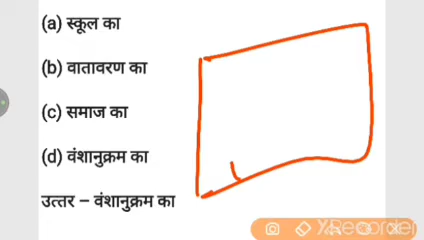 (a) स्कूल का
(b) वातावरण का
(c) समाज का
(d) वंशानुक्रम का
उत्तर – वंशानुक्रम का
XRecorder